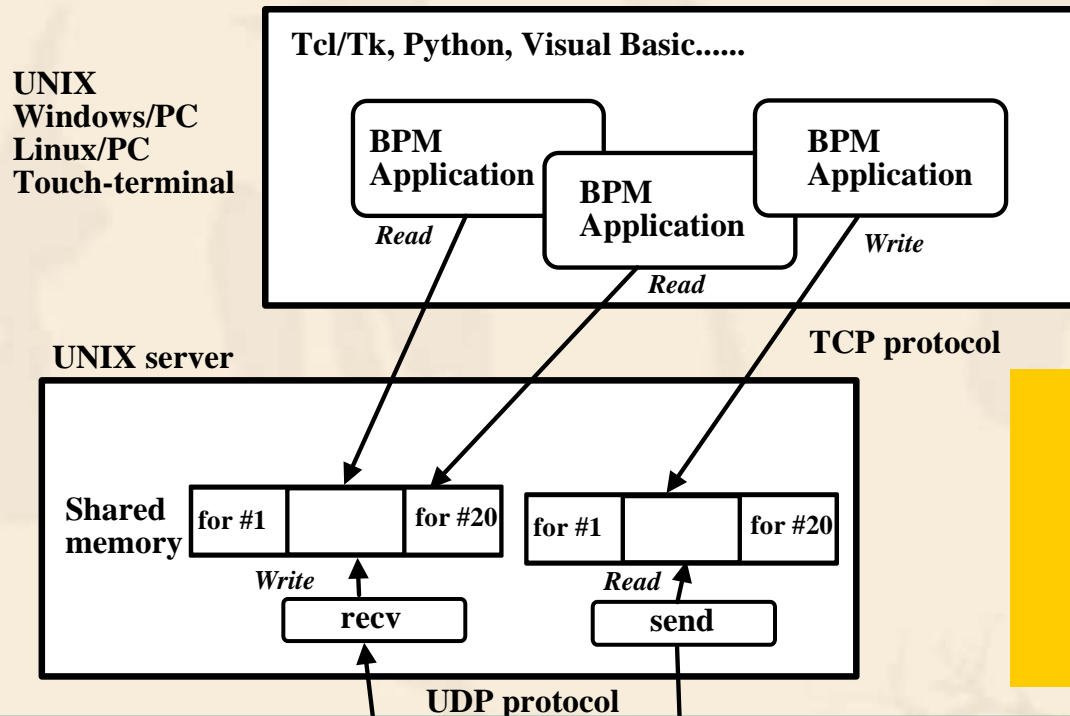 Tcl/Tk, Python, Visual Basic......
UNIX
Windows/PC
Linux/PC
Touch-terminal
BPM
Application
BPM
Application
BPM
Application
Read
Read
Write
TCP protocol
UNIX server
Shared
memory
for #1
for #20
for #1
for #20
Write
Read
recv
send
UDP protocol